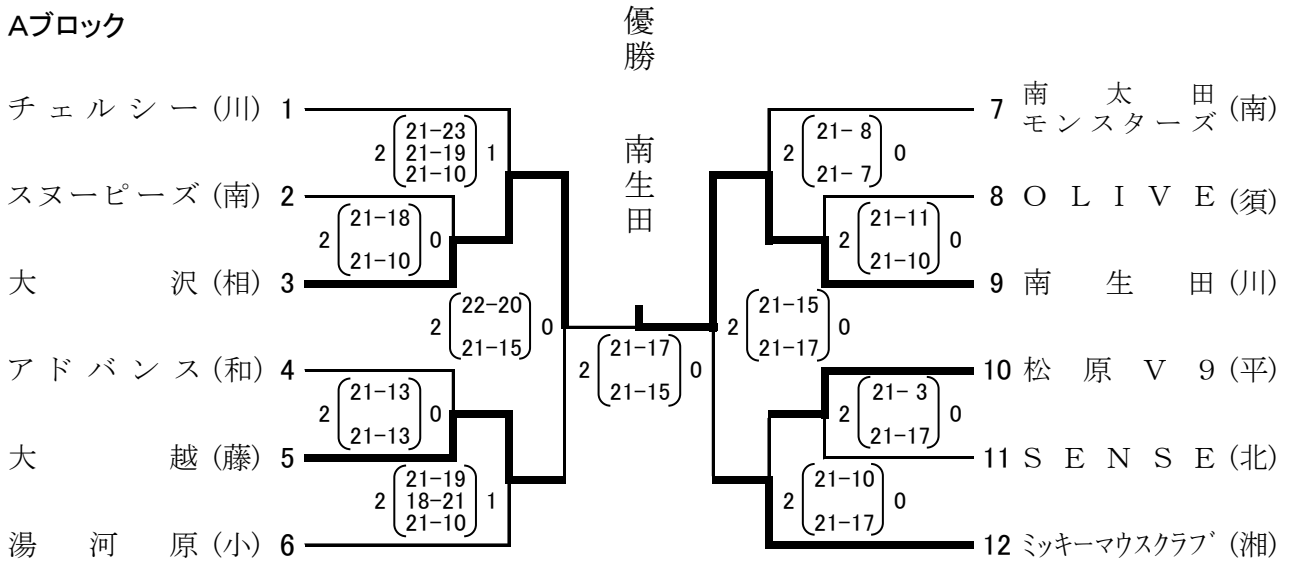 Aブロック
優勝
南生田
チェルシー (川) 1
2 21-23 1
21-19
21-10
スヌーピーズ (南) 2
2 21-18 0
21-10
大沢 (相) 3
2 22-20 0
21-15
アドバンス (和) 4
2 21-13 0
21-13
大越 (藤) 5
2 21-19 1
18-21
21-10
湯河原 (小) 6
2 21-17 0
21-15
7 南太田モンスターズ (南)
2 21- 8 0
21- 7
8 OLIVE (須)
2 21-11 0
21-10
9 南生田 (川)
2 21-15 0
21-17
10 松原V9 (平)
2 21- 3 0
21-17
11 SENSE (北)
2 21-10 0
21-17
12 ミッキーマウスクラブ (湘)